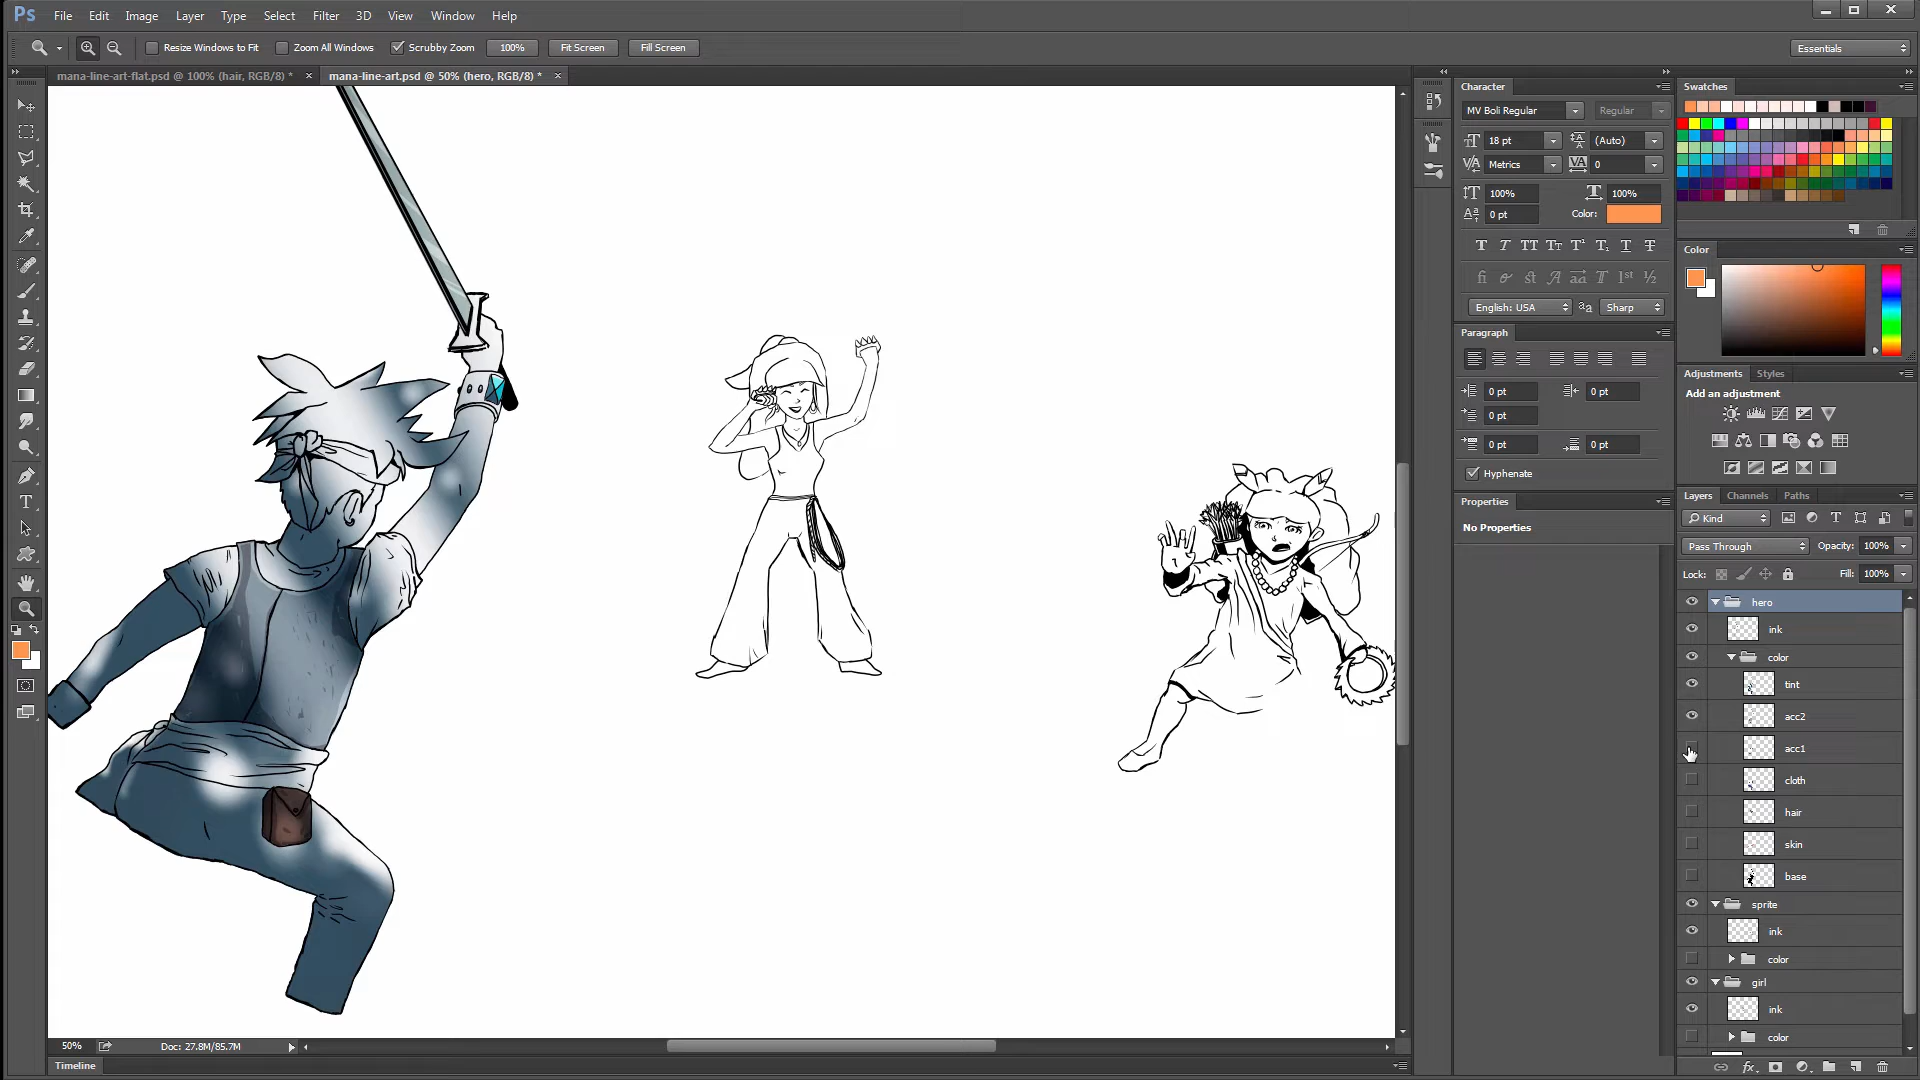 Ps File Edit Image Layer Type Select Filter 3D View Window Help
Resize Windows to Fit Zoom All Windows Scrubby Zoom 100% Fit Screen Fill Screen Essentials
mana-line-art-flat.psd @ 100% (hair, RGB/8) * × mana-line-art.psd @ 50% (hero, RGB/8) * ×
Character
MV Boli Regular Regular
18 pt (Auto)
Metrics 0
100% 100%
0 pt Color:
English: USA Sharp
Paragraph
0 pt 0 pt
0 pt
0 pt 0 pt
Hyphenate
Properties
No Properties
Swatches
Color
Adjustments Styles
Add an adjustment
Layers Channels Paths
Kind
Pass Through Opacity: 100%
Lock: Fill: 100%
hero
ink
color
tint
acc2
acc1
cloth
hair
skin
base
sprite
ink
color
girl
ink
color
50% Doc: 27.8M/85.7M
Timeline